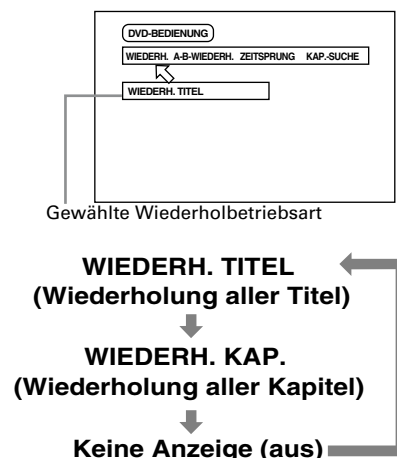 DVD-BEDIENUNG
WIEDERH. A-B-WIEDERH. ZEITSPRUNG KAP.-SUCHE
WIEDERH. TITEL
Gewählte Wiederholbetriebsart
WIEDERH. TITEL
(Wiederholung aller Titel)
WIEDERH. KAP.
(Wiederholung aller Kapitel)
Keine Anzeige (aus)